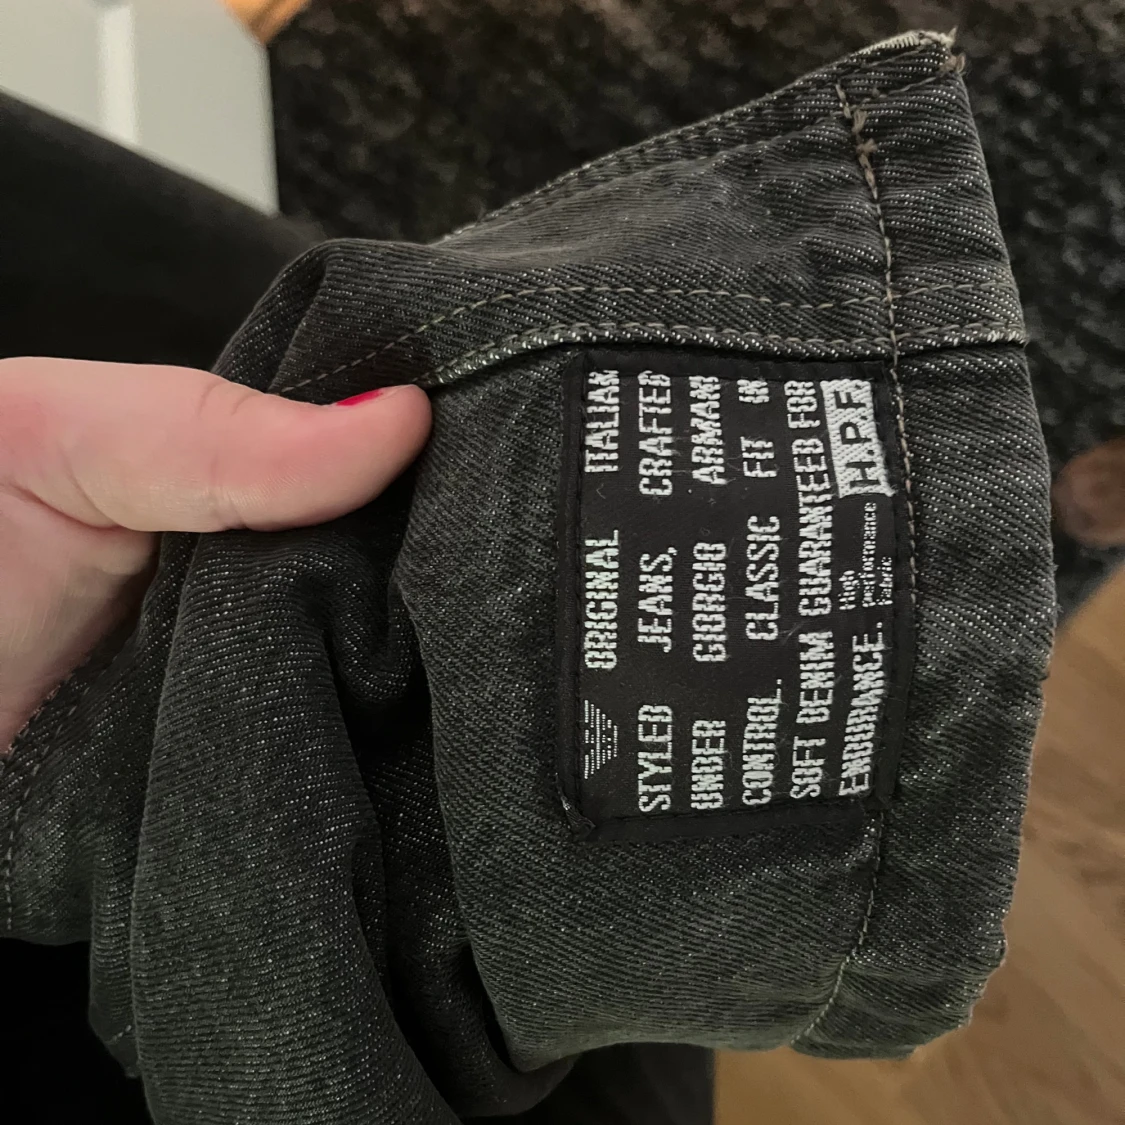 ORIGINAL ITALIAN
STYLED JEANS, CRAFTED
UNDER GIORGIO ARMANI
CONTROL. CLASSIC FIT IN
SOFT DENIM GUARANTEED FOR
ENDURANCE. High Performance Fabric H.P.F